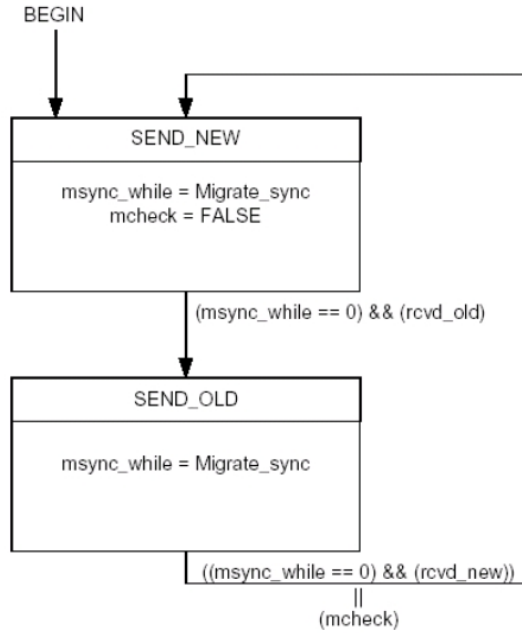 BEGIN
SEND_NEW
msync_while = Migrate_sync
mcheck = FALSE
(msync_while == 0) && (rcvd_old)
SEND_OLD
msync_while = Migrate_sync
((msync_while == 0) && (rcvd_new))
||
(mcheck)